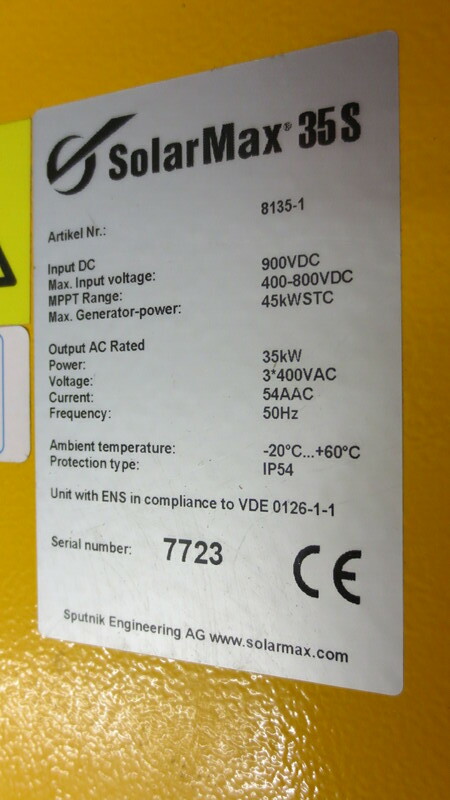 SolarMax® 35S
Artikel Nr.: 8135-1
Input DC
Max. Input voltage: 900VDC
MPPT Range: 400-800VDC
Max. Generator-power: 45kWSTC
Output AC Rated
Power: 35kW
Voltage: 3*400VAC
Current: 54AAC
Frequency: 50Hz
Ambient temperature: -20°C...+60°C
Protection type: IP54
Unit with ENS in compliance to VDE 0126-1-1
Serial number: 7723
CE
Sputnik Engineering AG www.solarmax.com